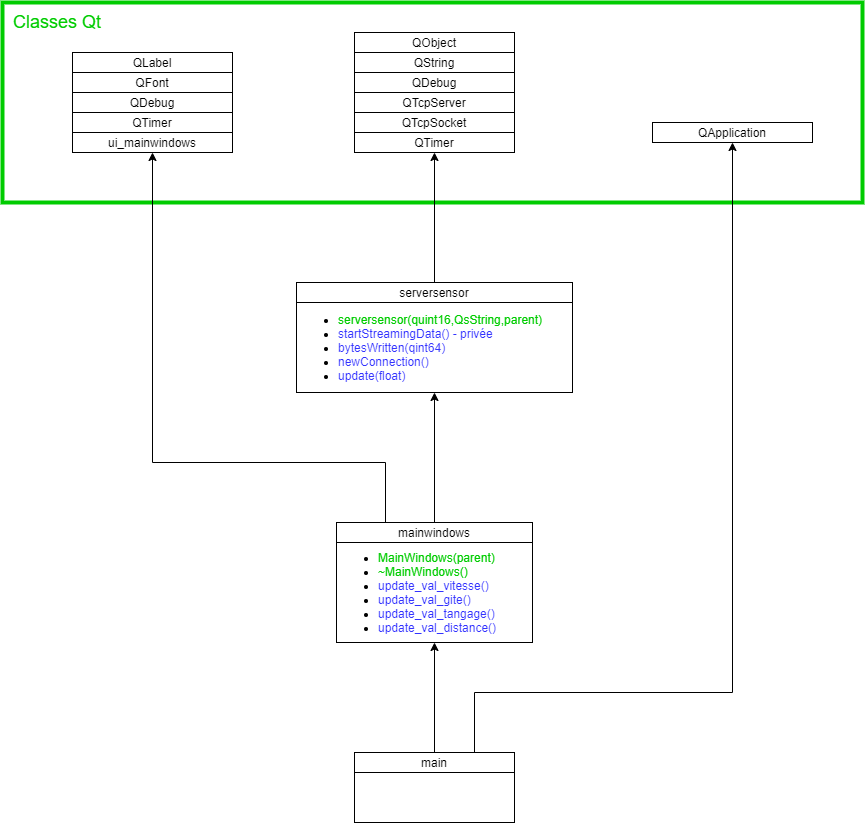 Classes Qt
QLabel
QFont
QDebug
QTimer
ui_mainwindows
QObject
QString
QDebug
QTcpServer
QTcpSocket
QTimer
QApplication
serversensor
serversensor(quint16,QsString,parent)
startStreamingData() - privée
bytesWritten(qint64)
newConnection()
update(float)
mainwindows
MainWindows(parent)
~MainWindows()
update_val_vitesse()
update_val_gite()
update_val_tangage()
update_val_distance()
main